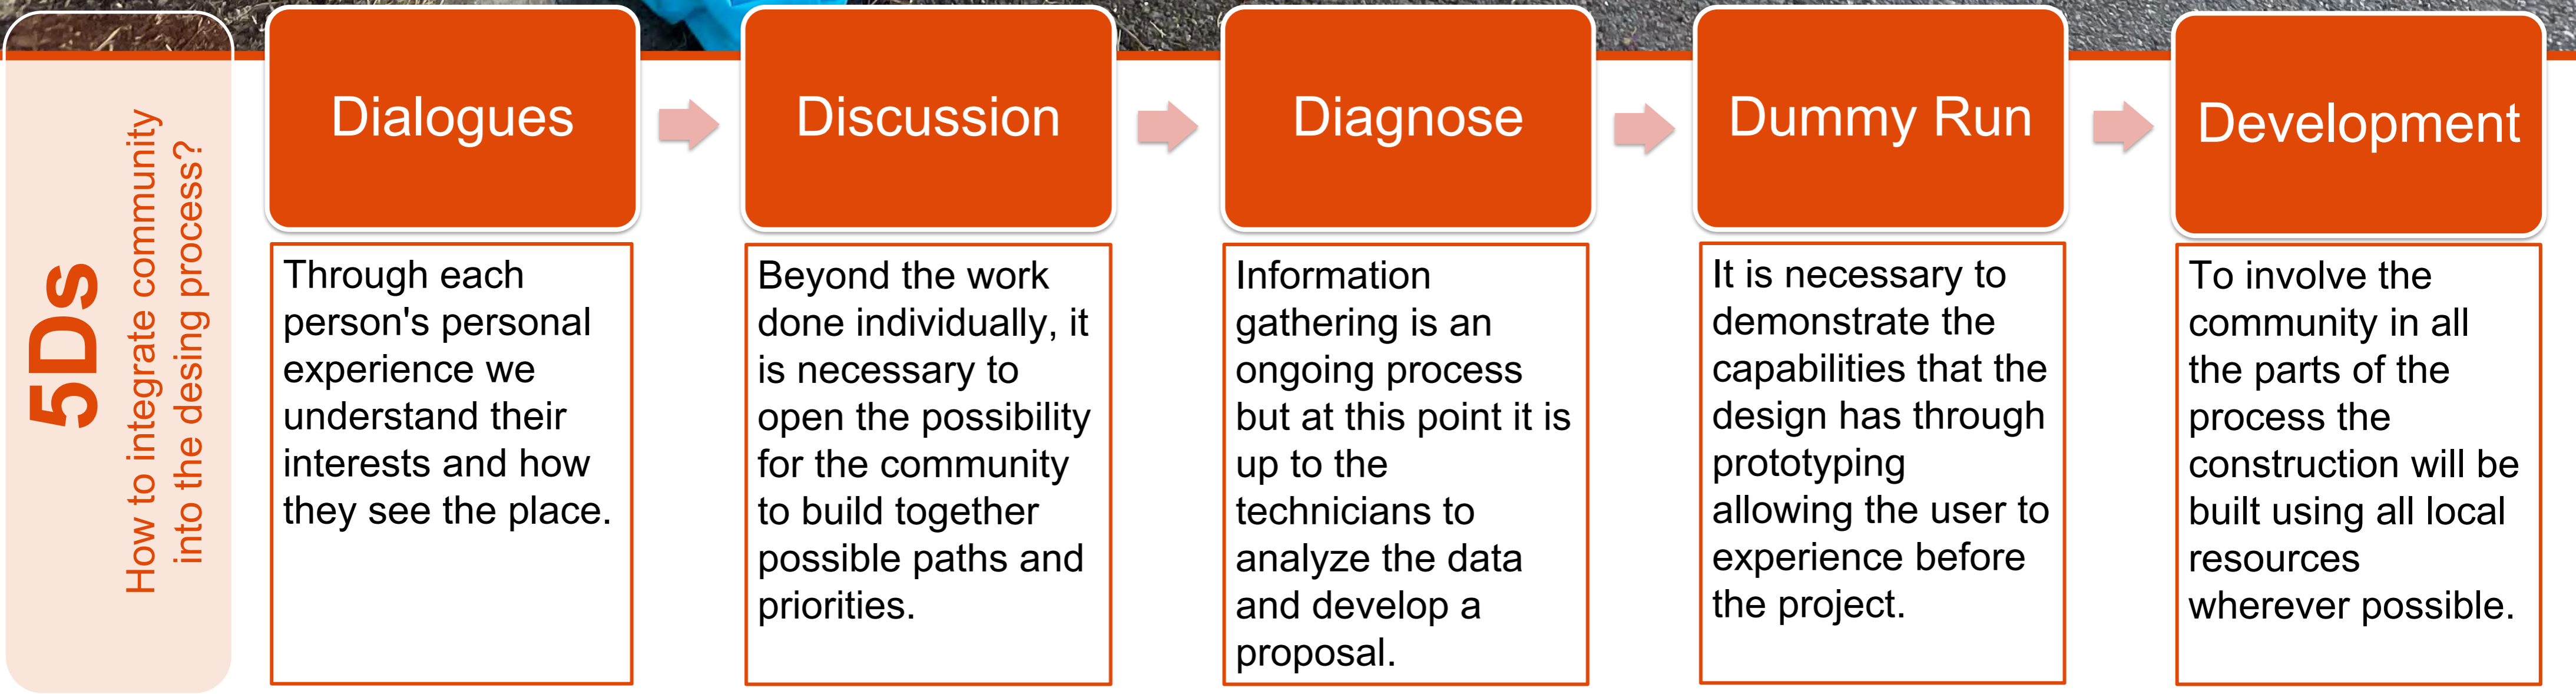 5Ds
How to integrate community
into the desing process?
Dialogues
Through each
person's personal
experience we
understand their
interests and how
they see the place.
Discussion
Beyond the work
done individually, it
is necessary to
open the possibility
for the community
to build together
possible paths and
priorities.
Diagnose
Information
gathering is an
ongoing process
but at this point it is
up to the
technicians to
analyze the data
and develop a
proposal.
Dummy Run
It is necessary to
demonstrate the
capabilities that the
design has through
prototyping
allowing the user to
experience before
the project.
Development
To involve the
community in all
the parts of the
process the
construction will be
built using all local
resources
wherever possible.